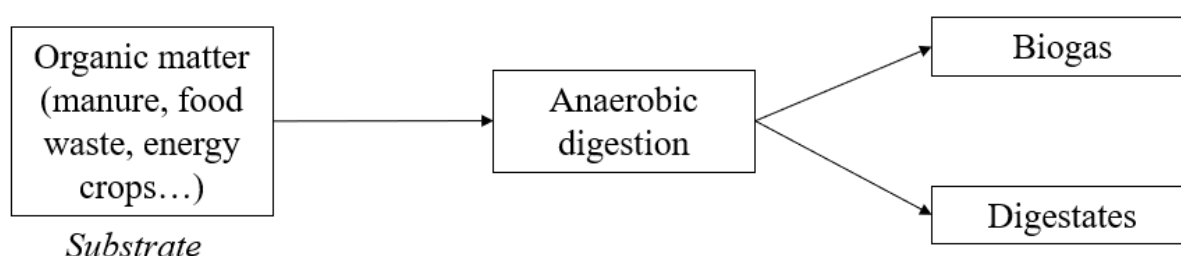 Organic matter
(manure, food
waste, energy
crops…)
Substrate
Anaerobic
digestion
Biogas
Digestates